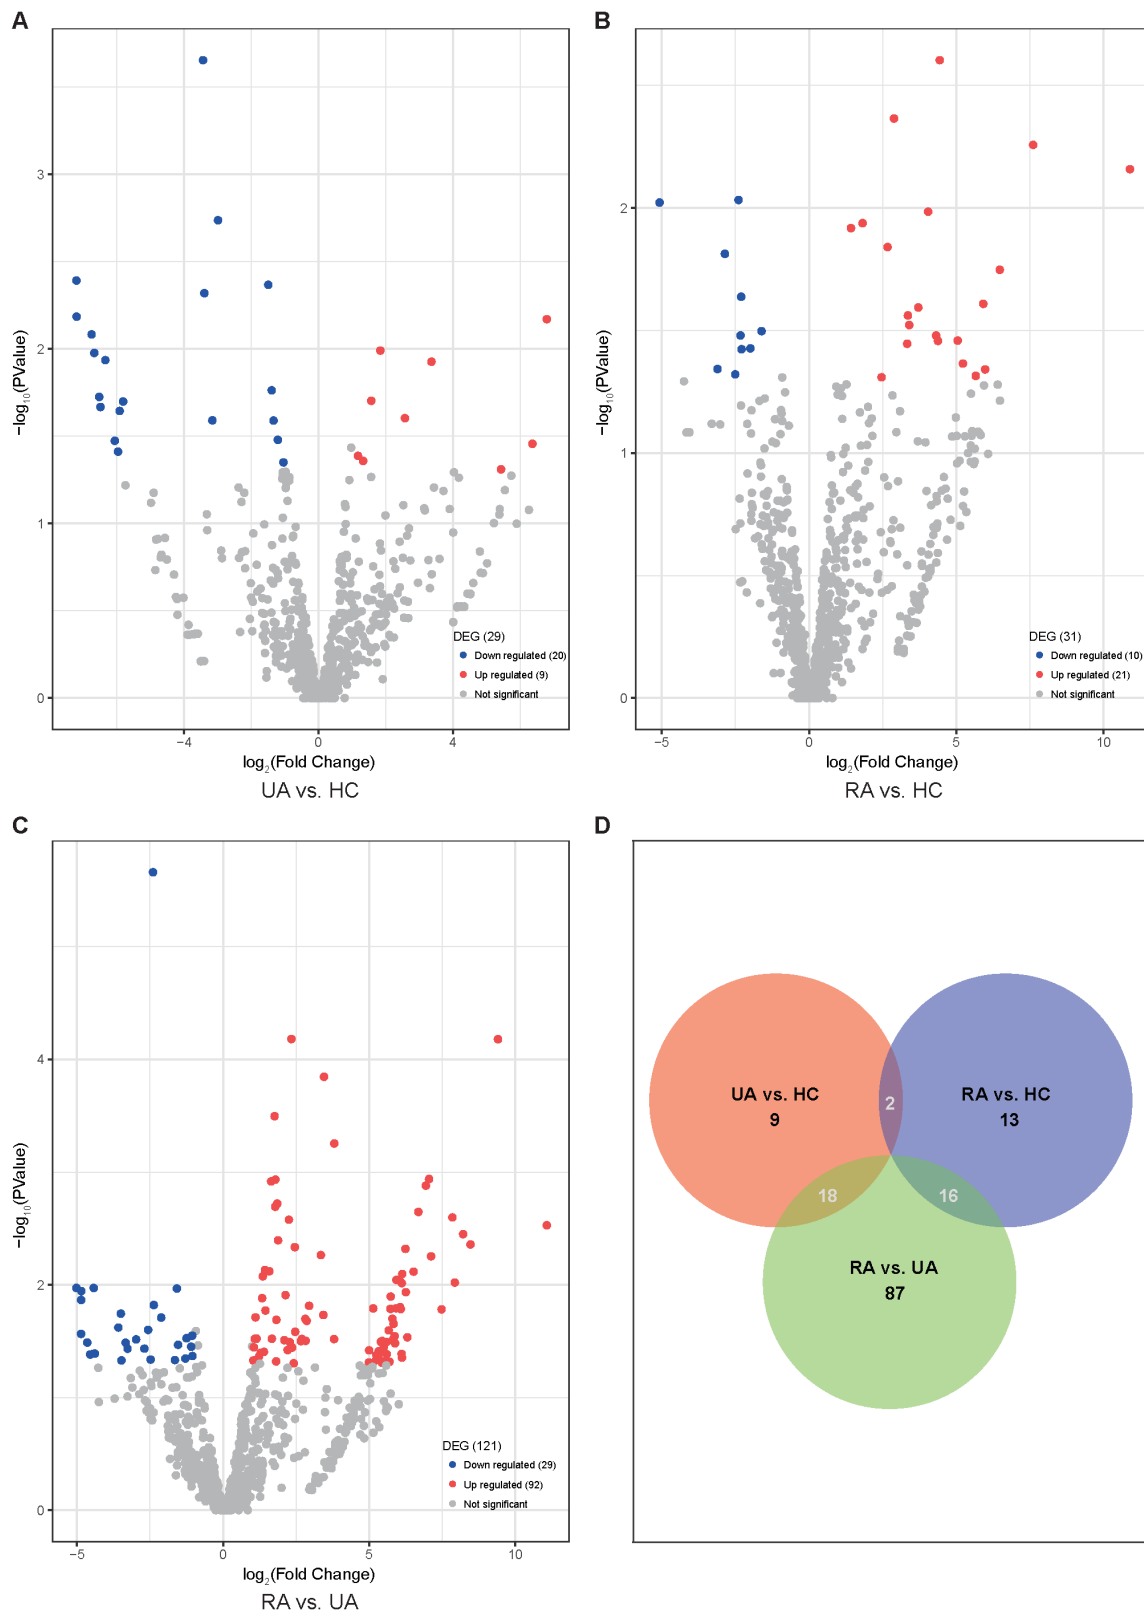 A
3
2
1
0
−4
0
4
−log10(PValue)
log2(Fold Change)
UA vs. HC
DEG (29)
Down regulated (20)
Up regulated (9)
Not significant
B
2
1
0
−5
0
5
10
−log10(PValue)
log2(Fold Change)
RA vs. HC
DEG (31)
Down regulated (10)
Up regulated (21)
Not significant
C
4
2
0
−5
0
5
10
−log10(PValue)
log2(Fold Change)
RA vs. UA
DEG (121)
Down regulated (29)
Up regulated (92)
Not significant
D
UA vs. HC
9
2
RA vs. HC
13
18
16
RA vs. UA
87